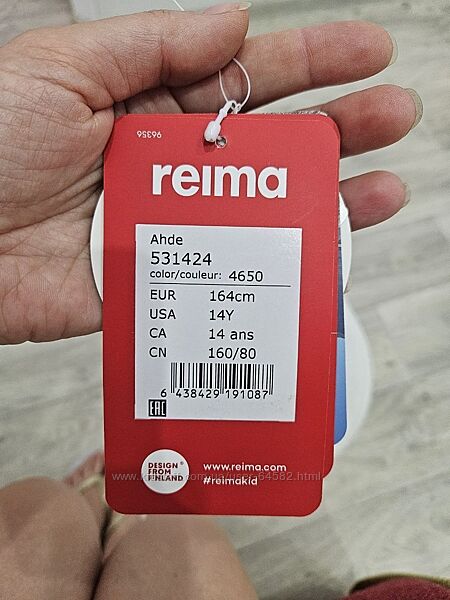 96356
reima
Ahde
531424
color/couleur: 4650
EUR 164cm
USA 14Y
CA 14 ans
CN 160/80
6 438429 191087
EAC
DESIGN
FROM
FINLAND
www.reima.com
#reimakid